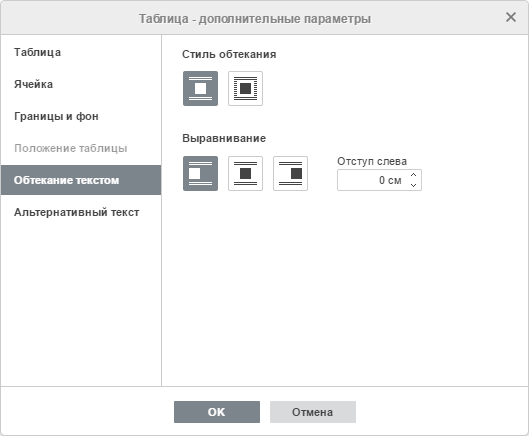 Таблица - дополнительные параметры
Таблица
Ячейка
Границы и фон
Положение таблицы
Обтекание текстом
Альтернативный текст
Стиль обтекания
Выравнивание
Отступ слева
0 см
OK
Отмена